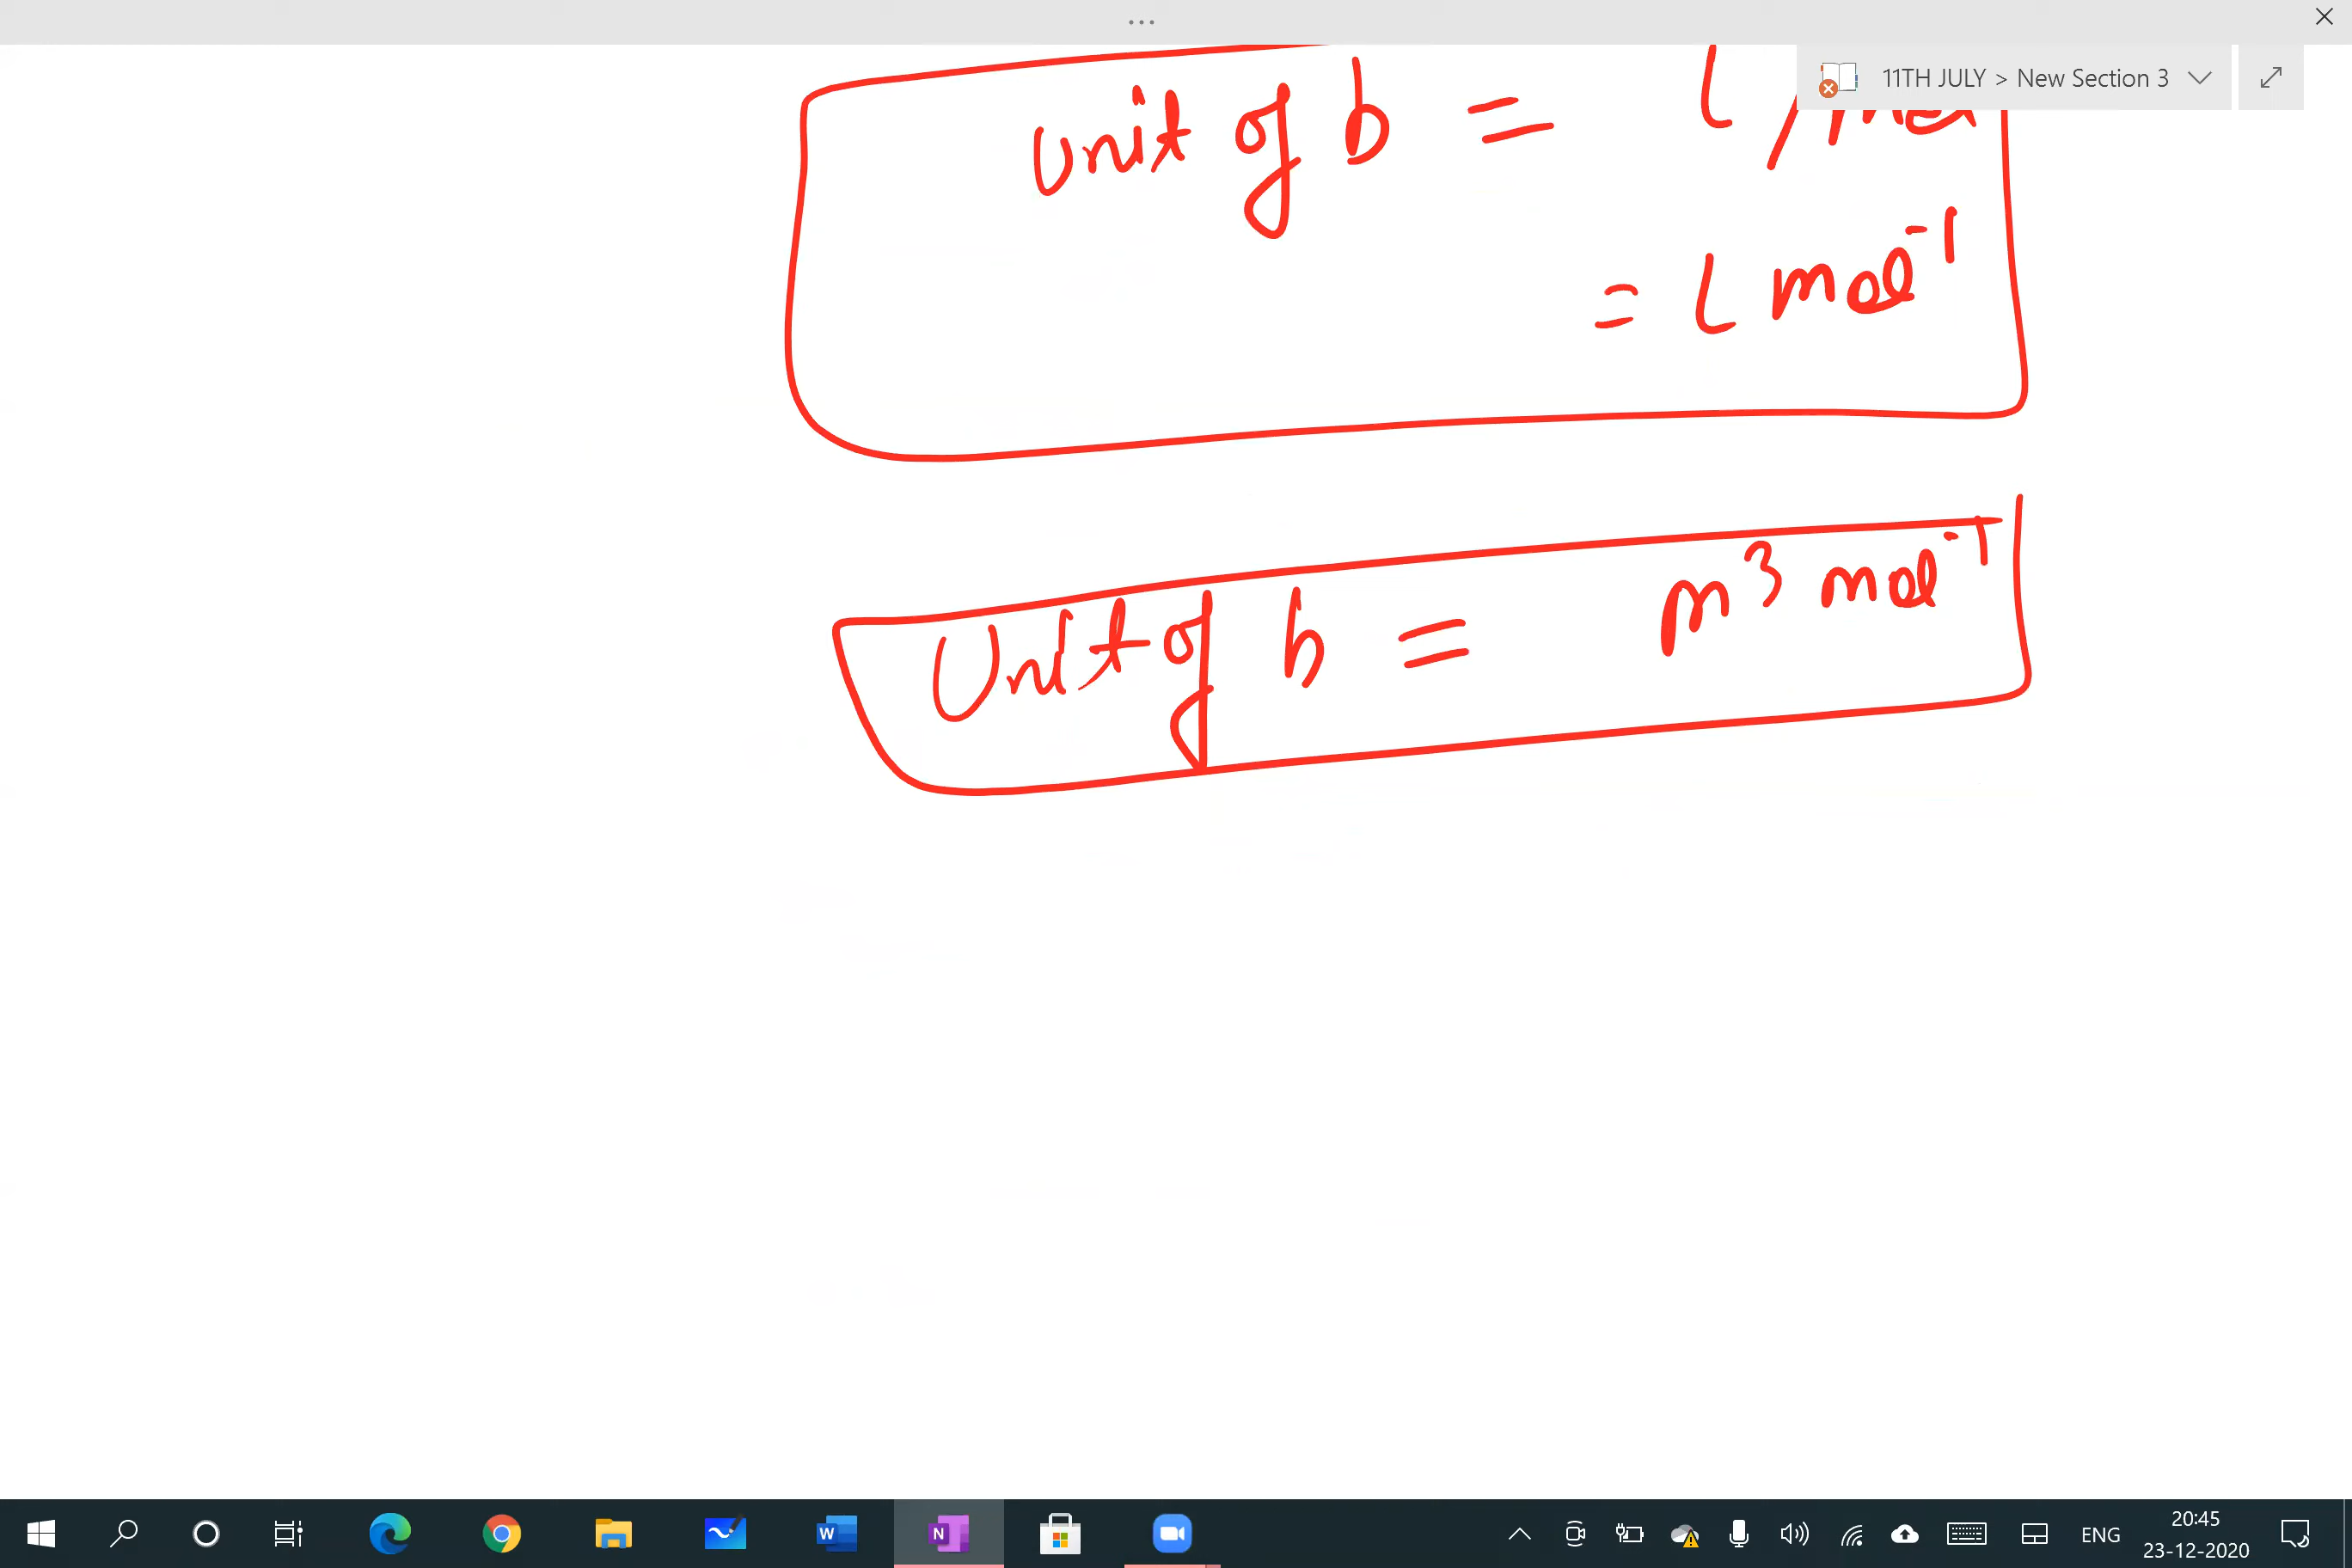 ...
11TH JULY > New Section 3
Unit of b = L / mol
= L mol⁻¹
Unit of b = m³ mol⁻¹
W
N
ENG
20:45
23-12-2020